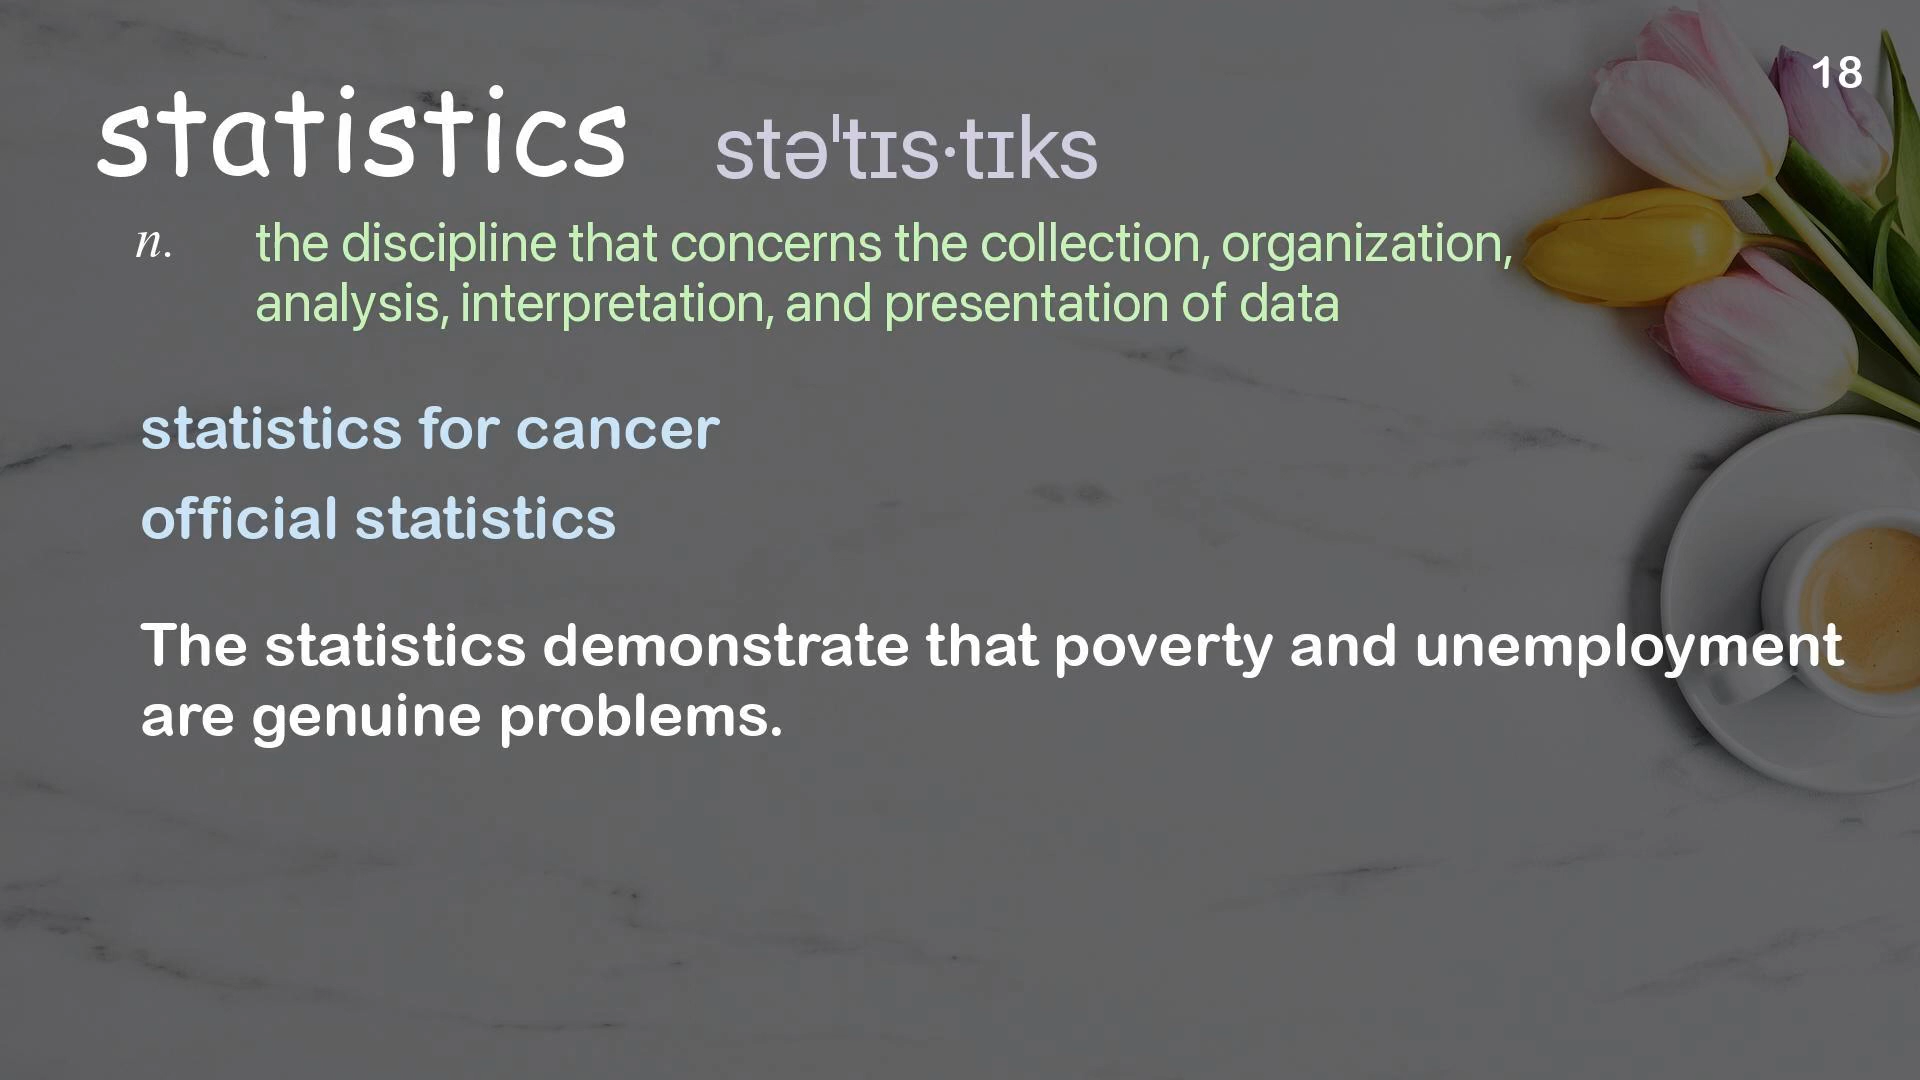 18
statistics stəˈtɪs·tɪks
n. the discipline that concerns the collection, organization,
analysis, interpretation, and presentation of data
statistics for cancer
official statistics
The statistics demonstrate that poverty and unemployment
are genuine problems.